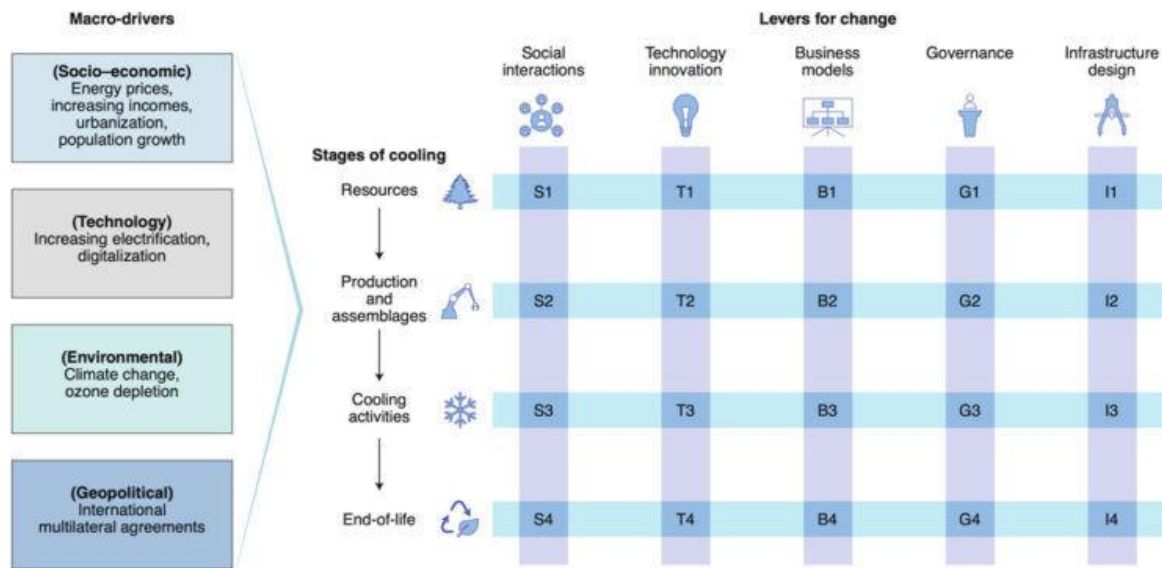 Macro-drivers
(Socio–economic)
Energy prices,
increasing incomes,
urbanization,
population growth
(Technology)
Increasing electrification,
digitalization
(Environmental)
Climate change,
ozone depletion
(Geopolitical)
International
multilateral agreements
Levers for change
Social
interactions
Technology
innovation
Business
models
Governance
Infrastructure
design
Stages of cooling
Resources
S1 T1 B1 G1 I1
Production
and
assemblages
S2 T2 B2 G2 I2
Cooling
activities
S3 T3 B3 G3 I3
End-of-life
S4 T4 B4 G4 I4